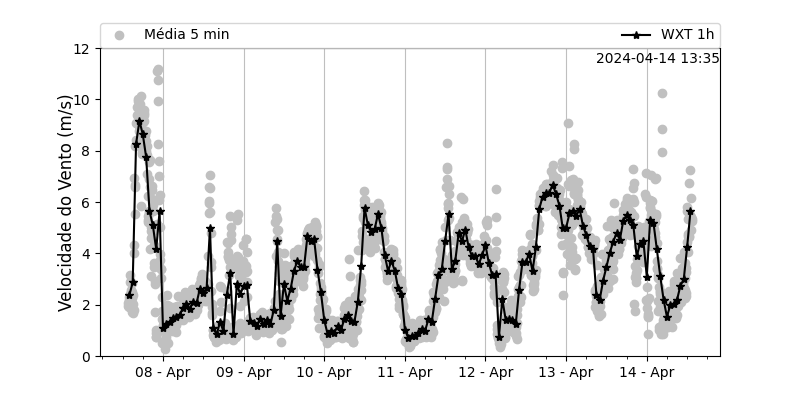 Média 5 min
WXT 1h
2024-04-14 13:35
Velocidade do Vento (m/s)
12
10
8
6
4
2
0
08 - Apr
09 - Apr
10 - Apr
11 - Apr
12 - Apr
13 - Apr
14 - Apr